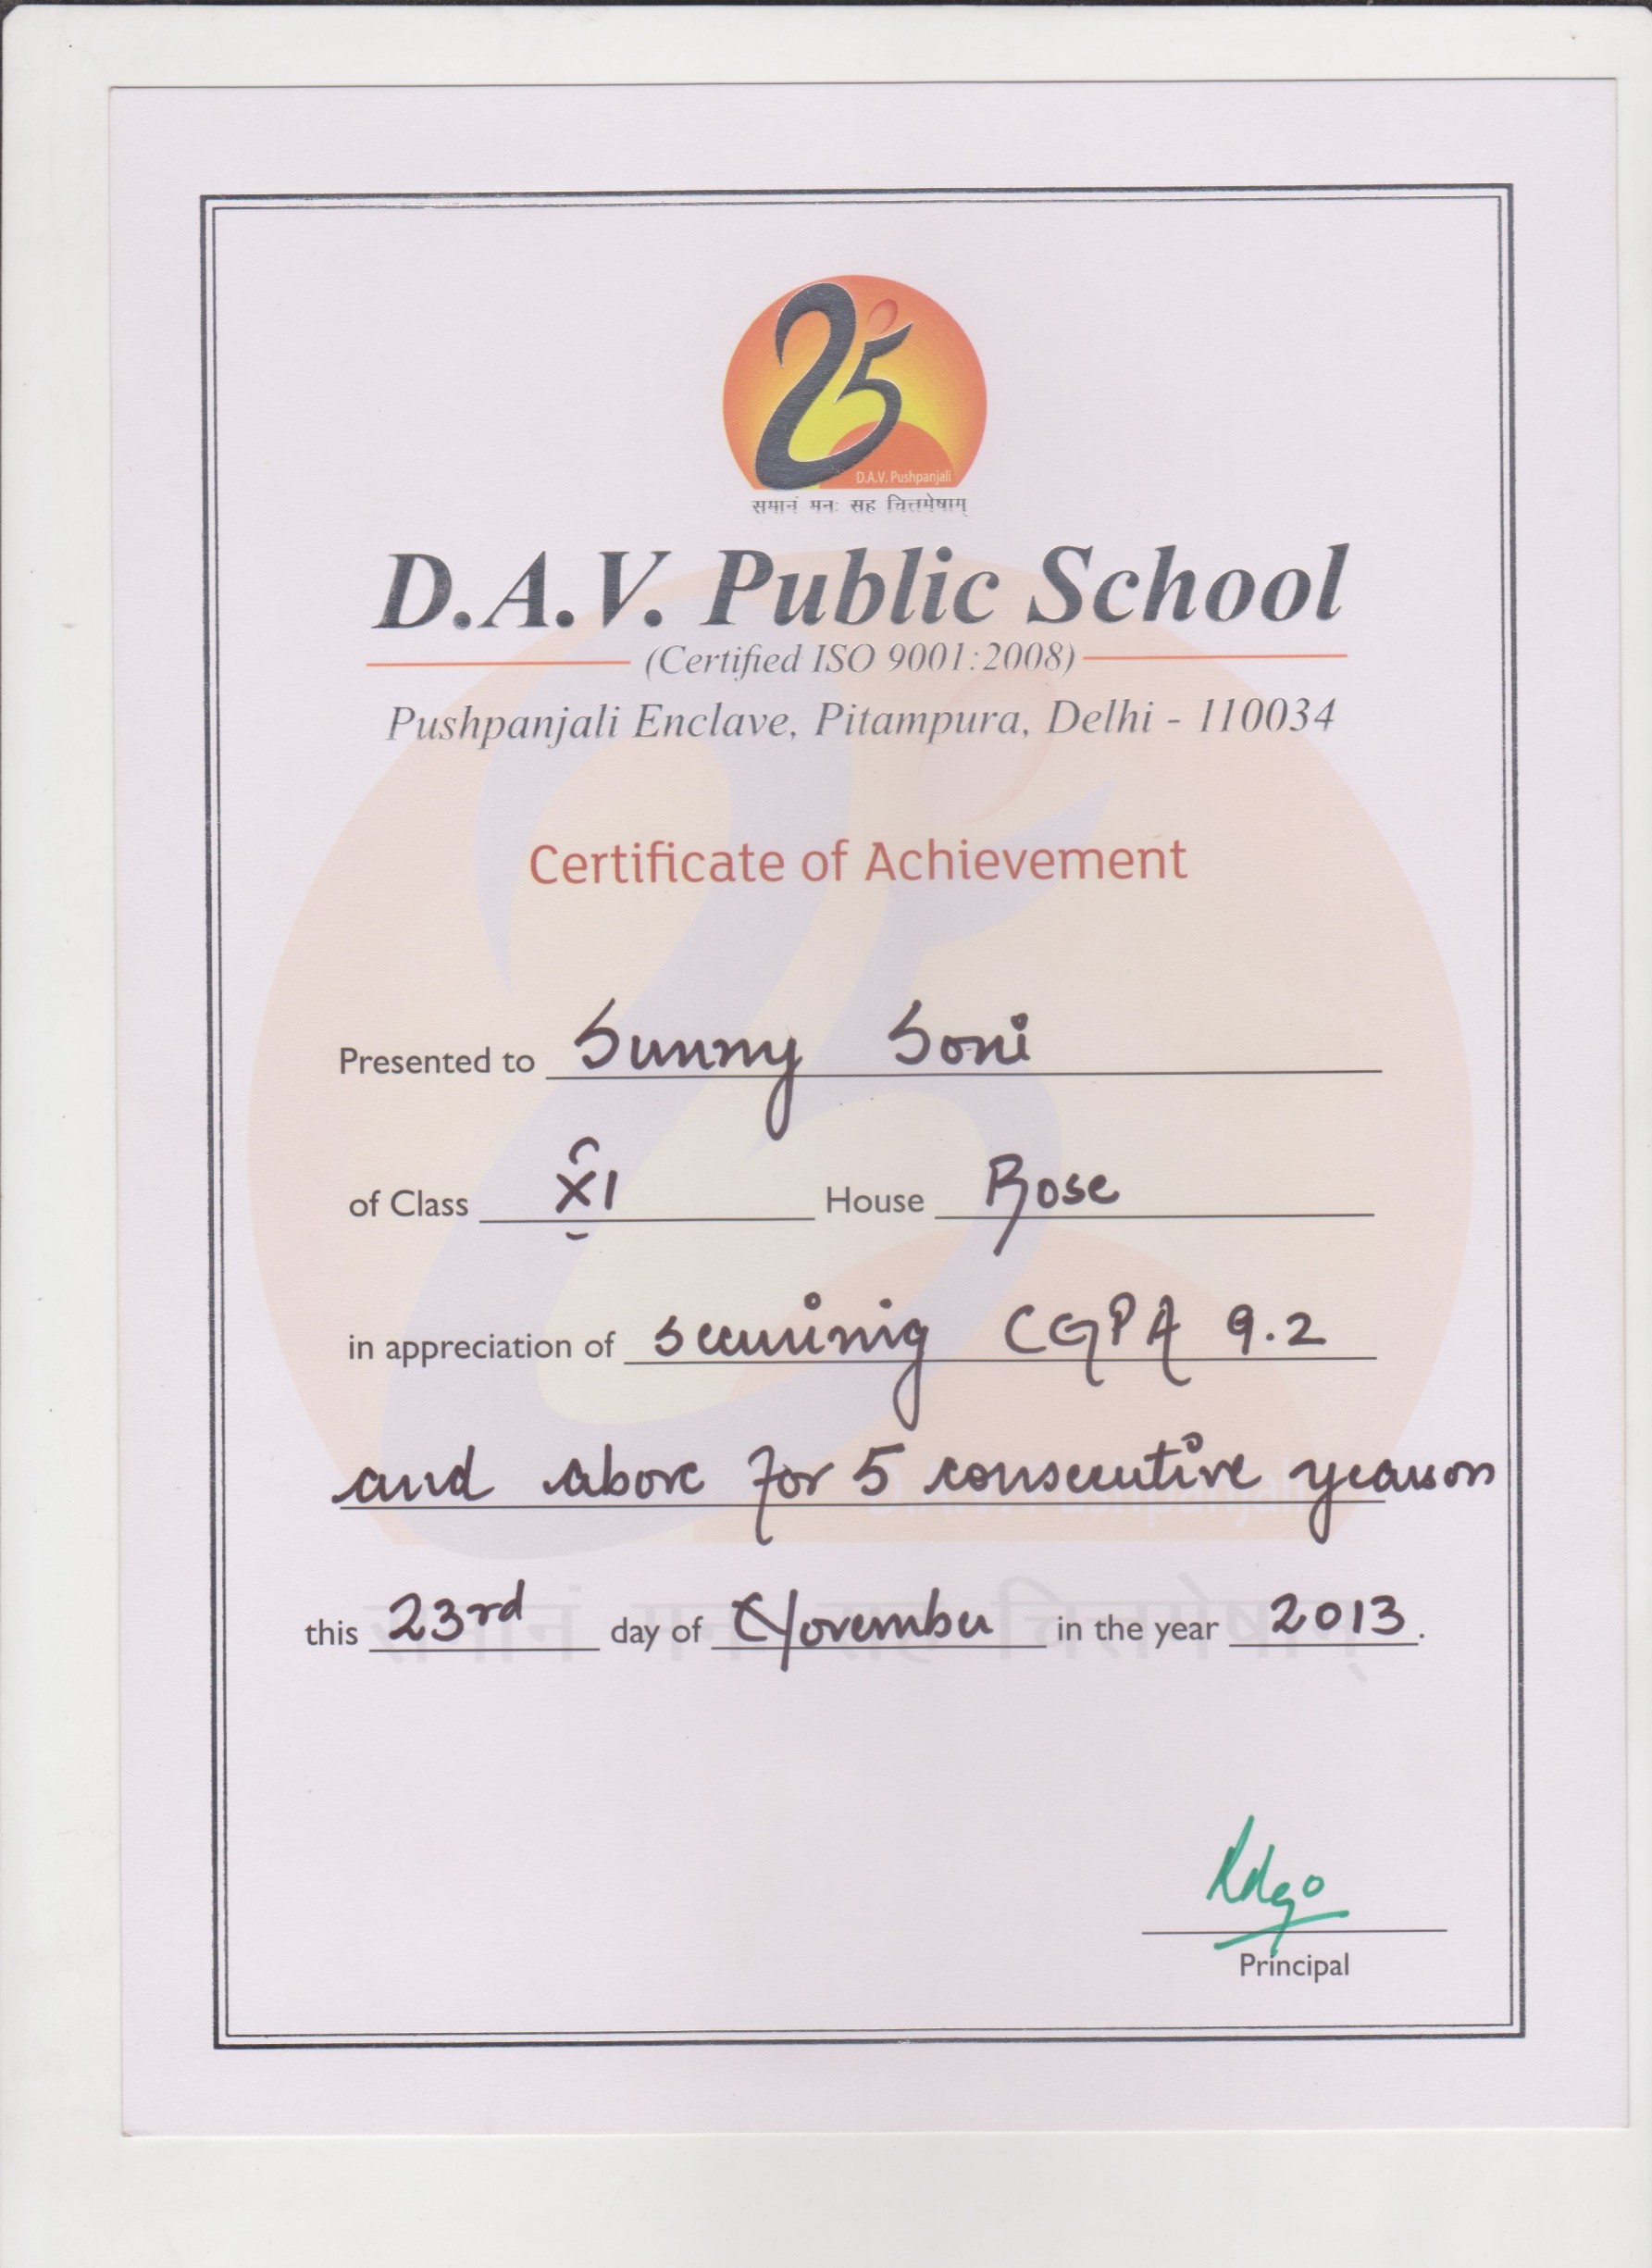 25
D.A.V. Pushpanjali
समानं मनः सह चित्तमेषाम्
D.A.V. Public School
(Certified ISO 9001:2008)
Pushpanjali Enclave, Pitampura, Delhi - 110034
Certificate of Achievement
Presented to Sunny Soni
of Class XI House Rose
in appreciation of securing CGPA 9.2
and above for 5 consecutive years on
this 23rd day of November in the year 2013.
Principal